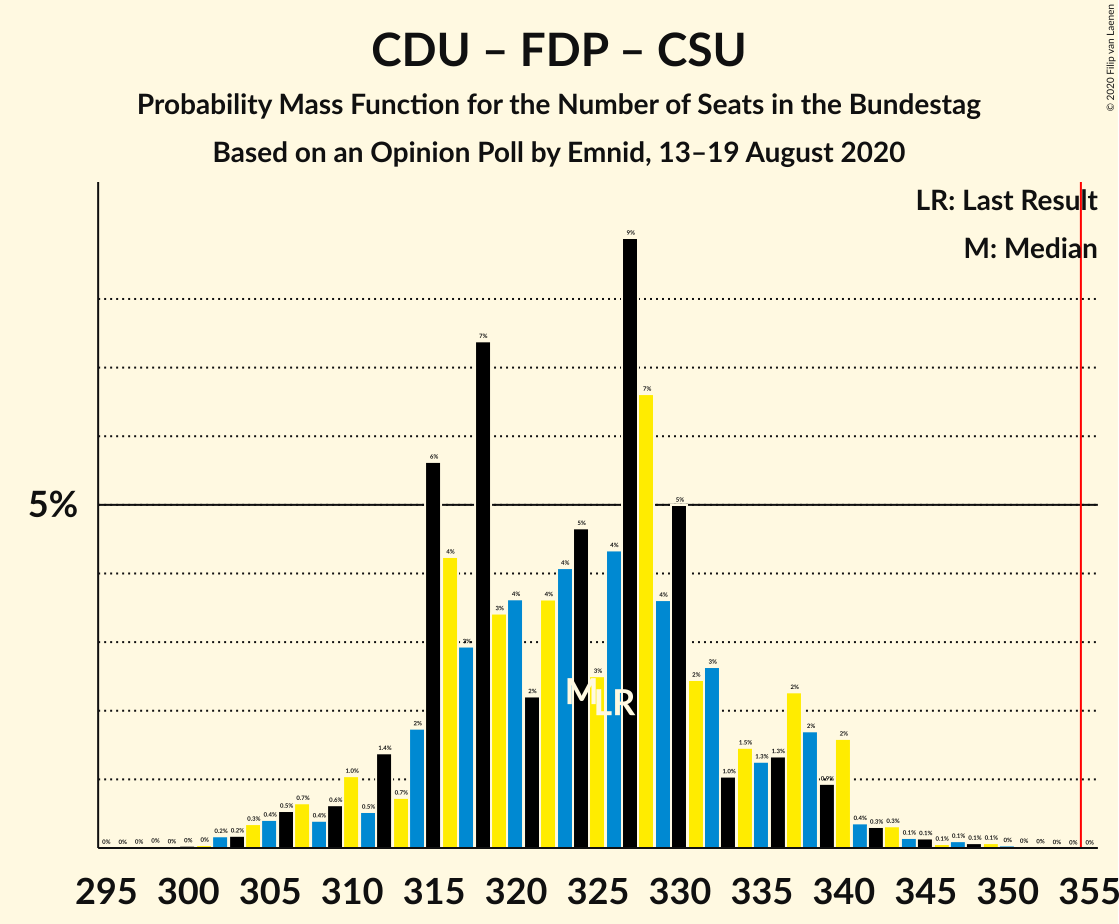 CDU – FDP – CSU
Probability Mass Function for the Number of Seats in the Bundestag
Based on an Opinion Poll by Emnid, 13–19 August 2020
© 2020 Filip van Laenen
LR: Last Result
M: Median
5%
0% 0% 0% 0% 0% 0% 0% 0.2% 0.2% 0.3% 0.4% 0.5% 0.7% 0.4% 0.6% 1.0% 0.5% 1.4% 0.7% 2% 6% 4% 3% 7% 3% 4% 2% 4% 4% 5% 3% 4% 9% 7% 4% 5% 2% 3% 1.0% 1.5% 1.3% 1.3% 2% 2% 0.9% 2% 0.4% 0.3% 0.3% 0.1% 0.1% 0.1% 0.1% 0.1% 0.1% 0% 0% 0% 0% 0% 0%
M LR
295 300 305 310 315 320 325 330 335 340 345 350 355